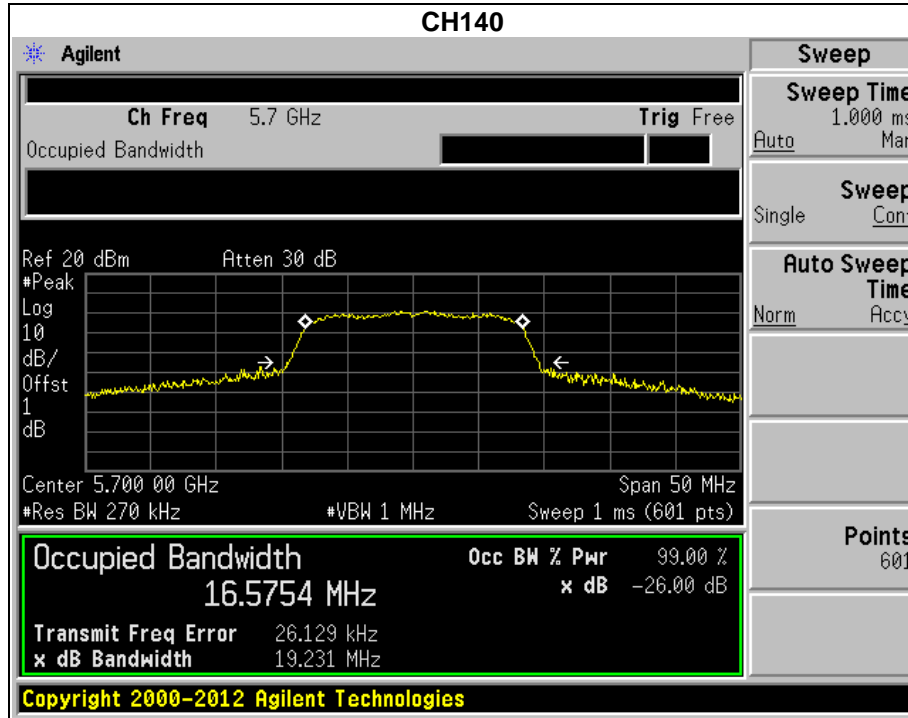 CH140
Agilent
Sweep
Ch Freq 5.7 GHz Trig Free
Occupied Bandwidth
Sweep Time
1.000 ms
Auto
Sweep
Single
Auto Sweep
Time
Norm
Points
601
Ref 20 dBm Atten 30 dB
#Peak
Log
10
dB/
Offst
1
dB
Center 5.700 00 GHz Span 50 MHz
#Res BW 270 kHz #VBW 1 MHz Sweep 1 ms (601 pts)
Occupied Bandwidth Occ BW % Pwr 99.00 %
16.5754 MHz x dB -26.00 dB
Transmit Freq Error 26.129 kHz
x dB Bandwidth 19.231 MHz
Copyright 2000-2012 Agilent Technologies